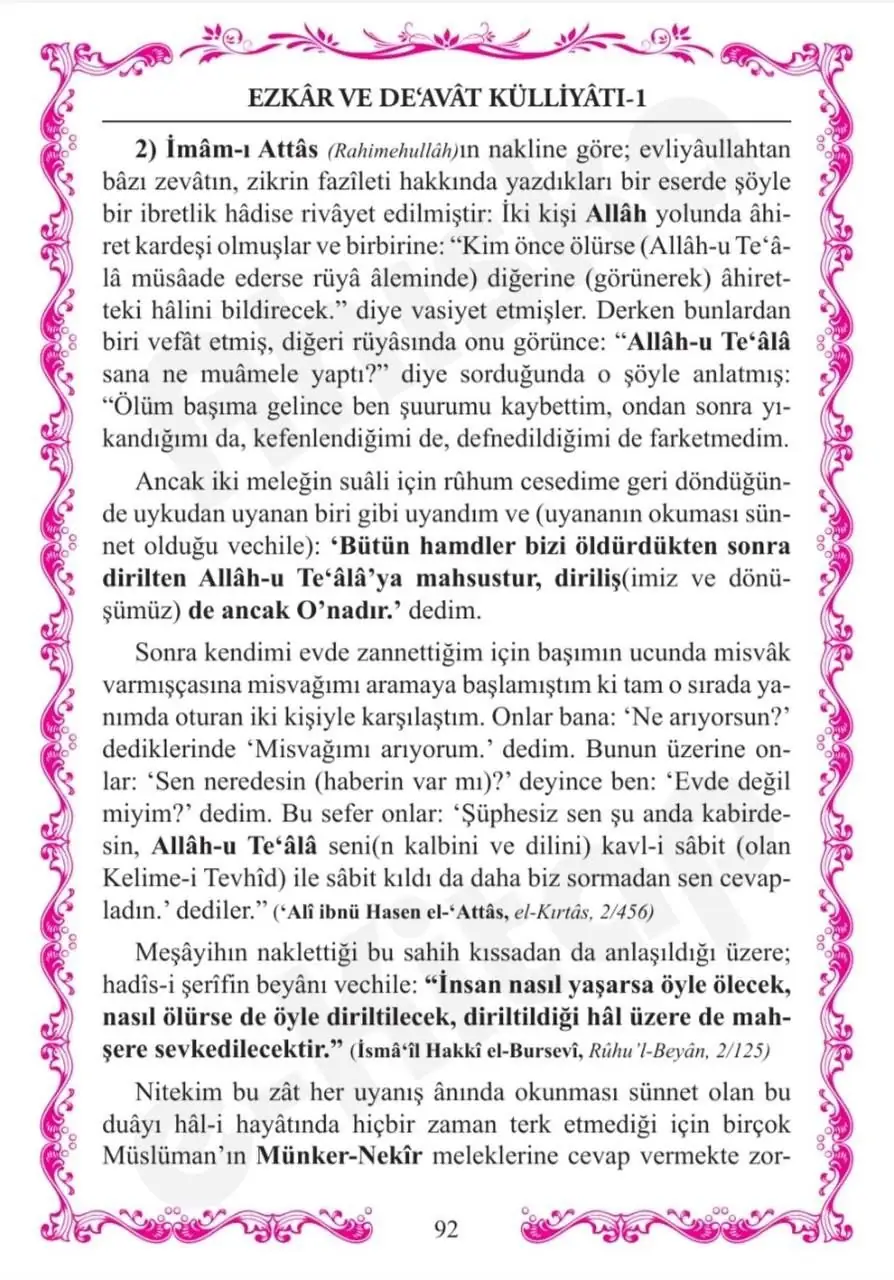 EZKÂR VE DE‘AVÂT KÜLLİYÂTI-1
2) İmâm-ı Attâs (Rahimehullâh)ın nakline göre; evliyâullahtan
bâzı zevâtın, zikrin fazîleti hakkında yazdıkları bir eserde şöyle
bir ibretlik hâdise rivâyet edilmiştir: İki kişi Allâh yolunda âhi-
ret kardeşi olmuşlar ve birbirine: “Kim önce ölürse (Allâh-u Te‘â-
lâ müsâade ederse rüyâ âleminde) diğerine (görünerek) âhiret-
teki hâlini bildirecek.” diye vasiyet etmişler. Derken bunlardan
biri vefât etmiş, diğeri rüyâsında onu görünce: “Allâh-u Te‘âlâ
sana ne muâmele yaptı?” diye sorduğunda o şöyle anlatmış:
“Ölüm başıma gelince ben şuurumu kaybettim, ondan sonra yı-
kandığımı da, kefenlendiğimi de, defnedildiğimi de farketmedim.
Ancak iki meleğin suâli için rûhum cesedime geri döndüğün-
de uykudan uyanan biri gibi uyandım ve (uyananın okuması sün-
net olduğu vechile): ‘Bütün hamdler bizi öldürdükten sonra
dirilten Allâh-u Te‘âlâ’ya mahsustur, diriliş(imiz ve dönü-
şümüz) de ancak O’nadır.’ dedim.
Sonra kendimi evde zannettiğim için başımın ucunda misvâk
varmışçasına misvağımı aramaya başlamıştım ki tam o sırada ya-
nımda oturan iki kişiyle karşılaştım. Onlar bana: ‘Ne arıyorsun?’
dediklerinde ‘Misvağımı arıyorum.’ dedim. Bunun üzerine on-
lar: ‘Sen neredesin (haberin var mı)?’ deyince ben: ‘Evde değil
miyim?’ dedim. Bu sefer onlar: ‘Şüphesiz sen şu anda kabirde-
sin, Allâh-u Te‘âlâ seni(n kalbini ve dilini) kavl-i sâbit (olan
Kelime-i Tevhîd) ile sâbit kıldı da daha biz sormadan sen cevap-
ladın.’ dediler.” (‘Alî ibnü Hasen el-‘Attâs, el-Kırtâs, 2/456)
Meşâyihın naklettiği bu sahih kıssadan da anlaşıldığı üzere;
hadîs-i şerîfin beyânı vechile: “İnsan nasıl yaşarsa öyle ölecek,
nasıl ölürse de öyle diriltilecek, diriltildiği hâl üzere de mah-
şere sevkedilecektir.” (İsmâ‘îl Hakkî el-Bursevî, Rûhu’l-Beyân, 2/125)
Nitekim bu zât her uyanış ânında okunması sünnet olan bu
duâyı hâl-i hayâtında hiçbir zaman terk etmediği için birçok
Müslüman’ın Münker-Nekîr meleklerine cevap vermekte zor-
92